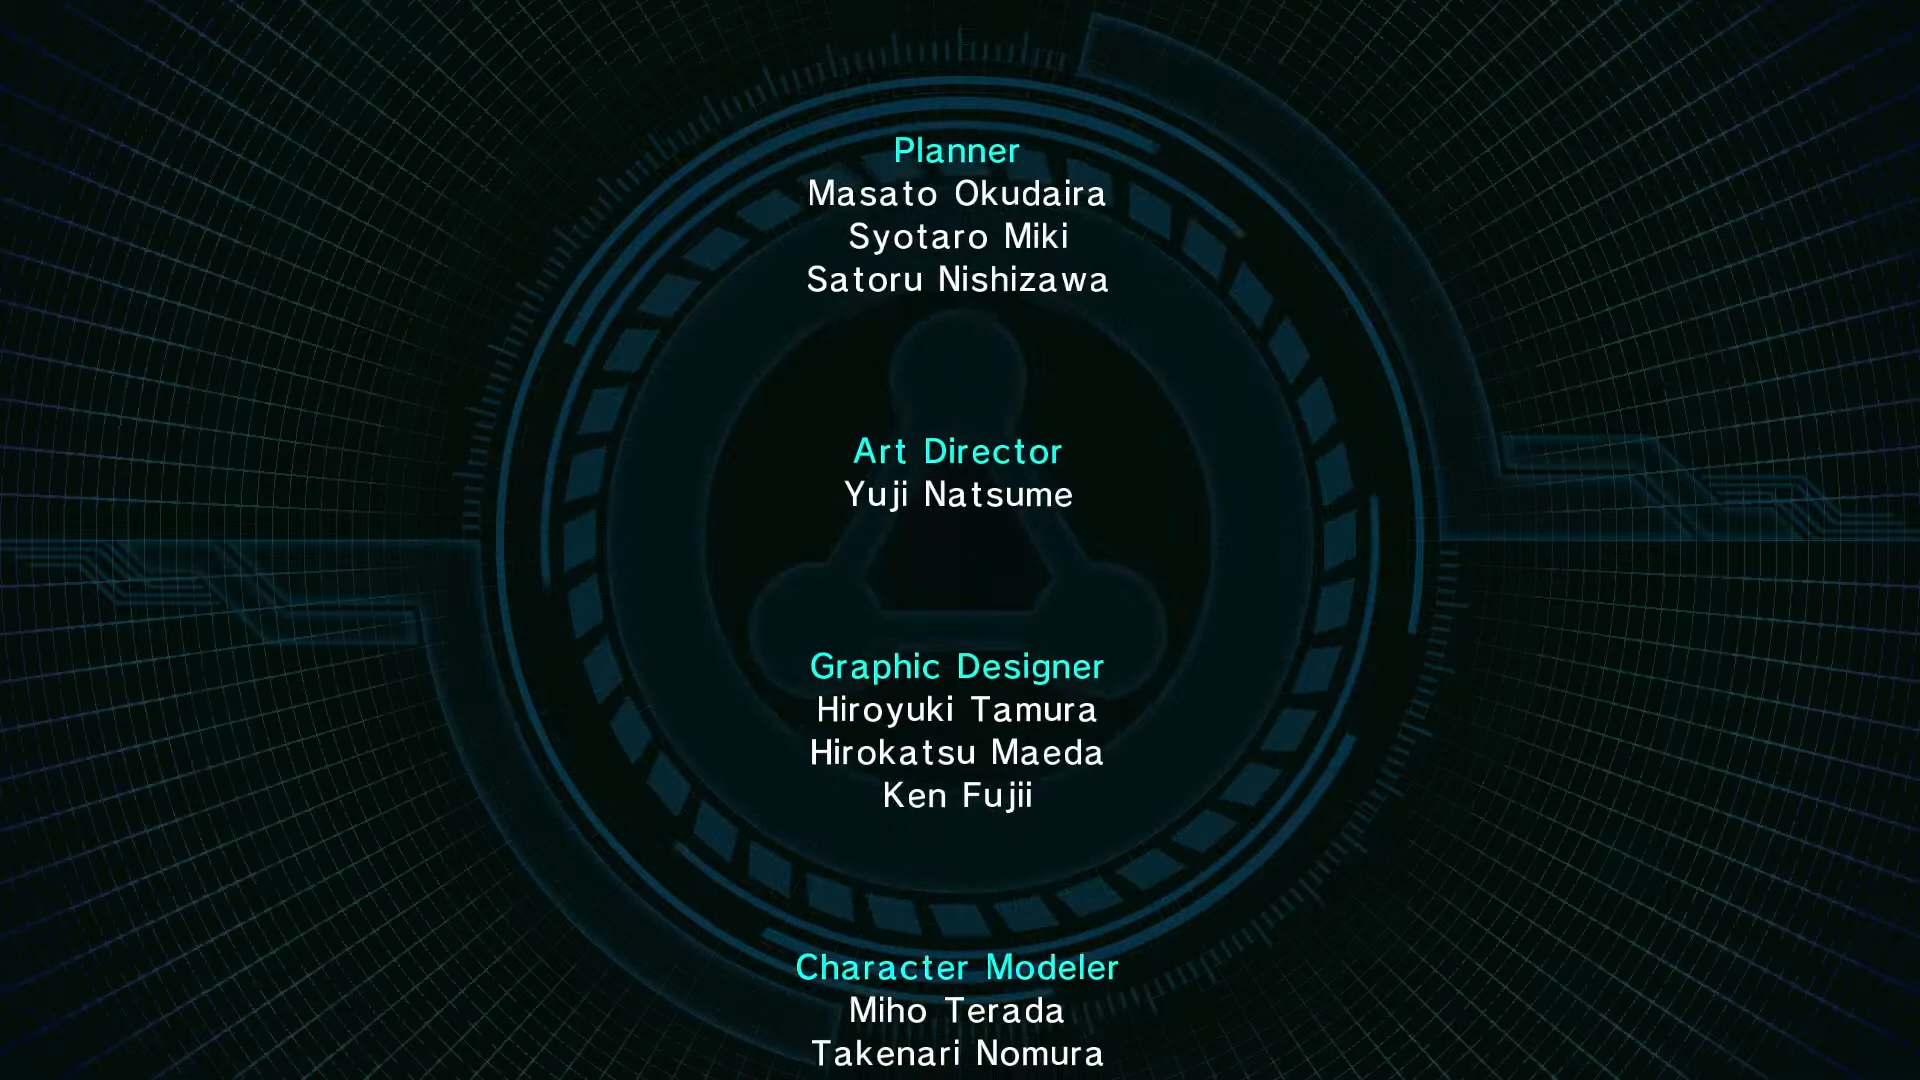 Planner
Masato Okudaira
Syotaro Miki
Satoru Nishizawa
Art Director
Yuji Natsume
Graphic Designer
Hiroyuki Tamura
Hirokatsu Maeda
Ken Fujii
Character Modeler
Miho Terada
Takenari Nomura